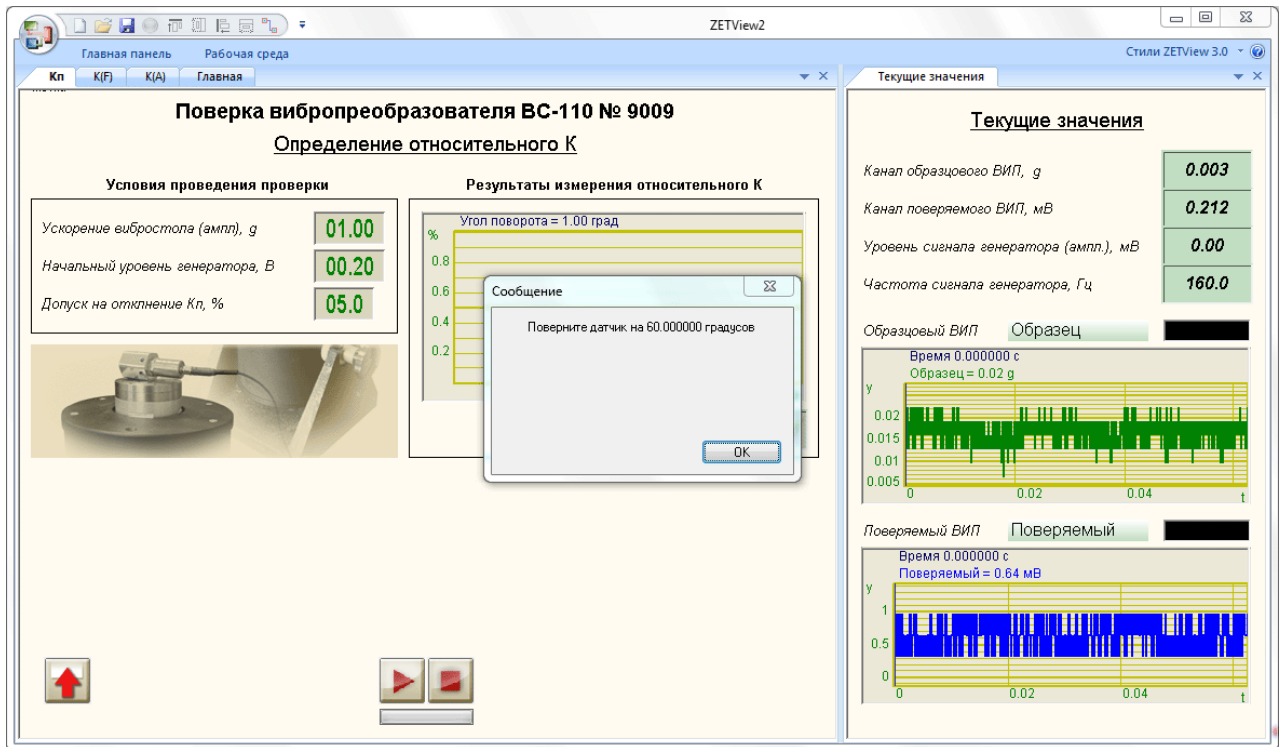 ZETView2
Главная панель Рабочая среда
Стили ZETView 3.0
Кп K(F) K(A) Главная
Поверка вибропреобразователя ВС-110 № 9009
Определение относительного К
Условия проведения проверки
Ускорение вибростола (ампл), g 01.00
Начальный уровень генератора, В 00.20
Допуск на отклнение Кп, % 05.0
Результаты измерения относительного К
Угол поворота = 1.00 град
%
0.8
0.6
0.4
0.2
Сообщение
Поверните датчик на 60.000000 градусов
OK
Текущие значения
Текущие значения
Канал образцового ВИП, g 0.003
Канал поверяемого ВИП, мВ 0.212
Уровень сигнала генератора (ампл.), мВ 0.00
Частота сигнала генератора, Гц 160.0
Образцовый ВИП Образец
Время 0.000000 с
Образец = 0.02 g
y
0.02
0.015
0.01
0.005
0 0.02 0.04 t
Поверяемый ВИП Поверяемый
Время 0.000000 с
Поверяемый = 0.64 мВ
y
1
0.5
0
0 0.02 0.04 t